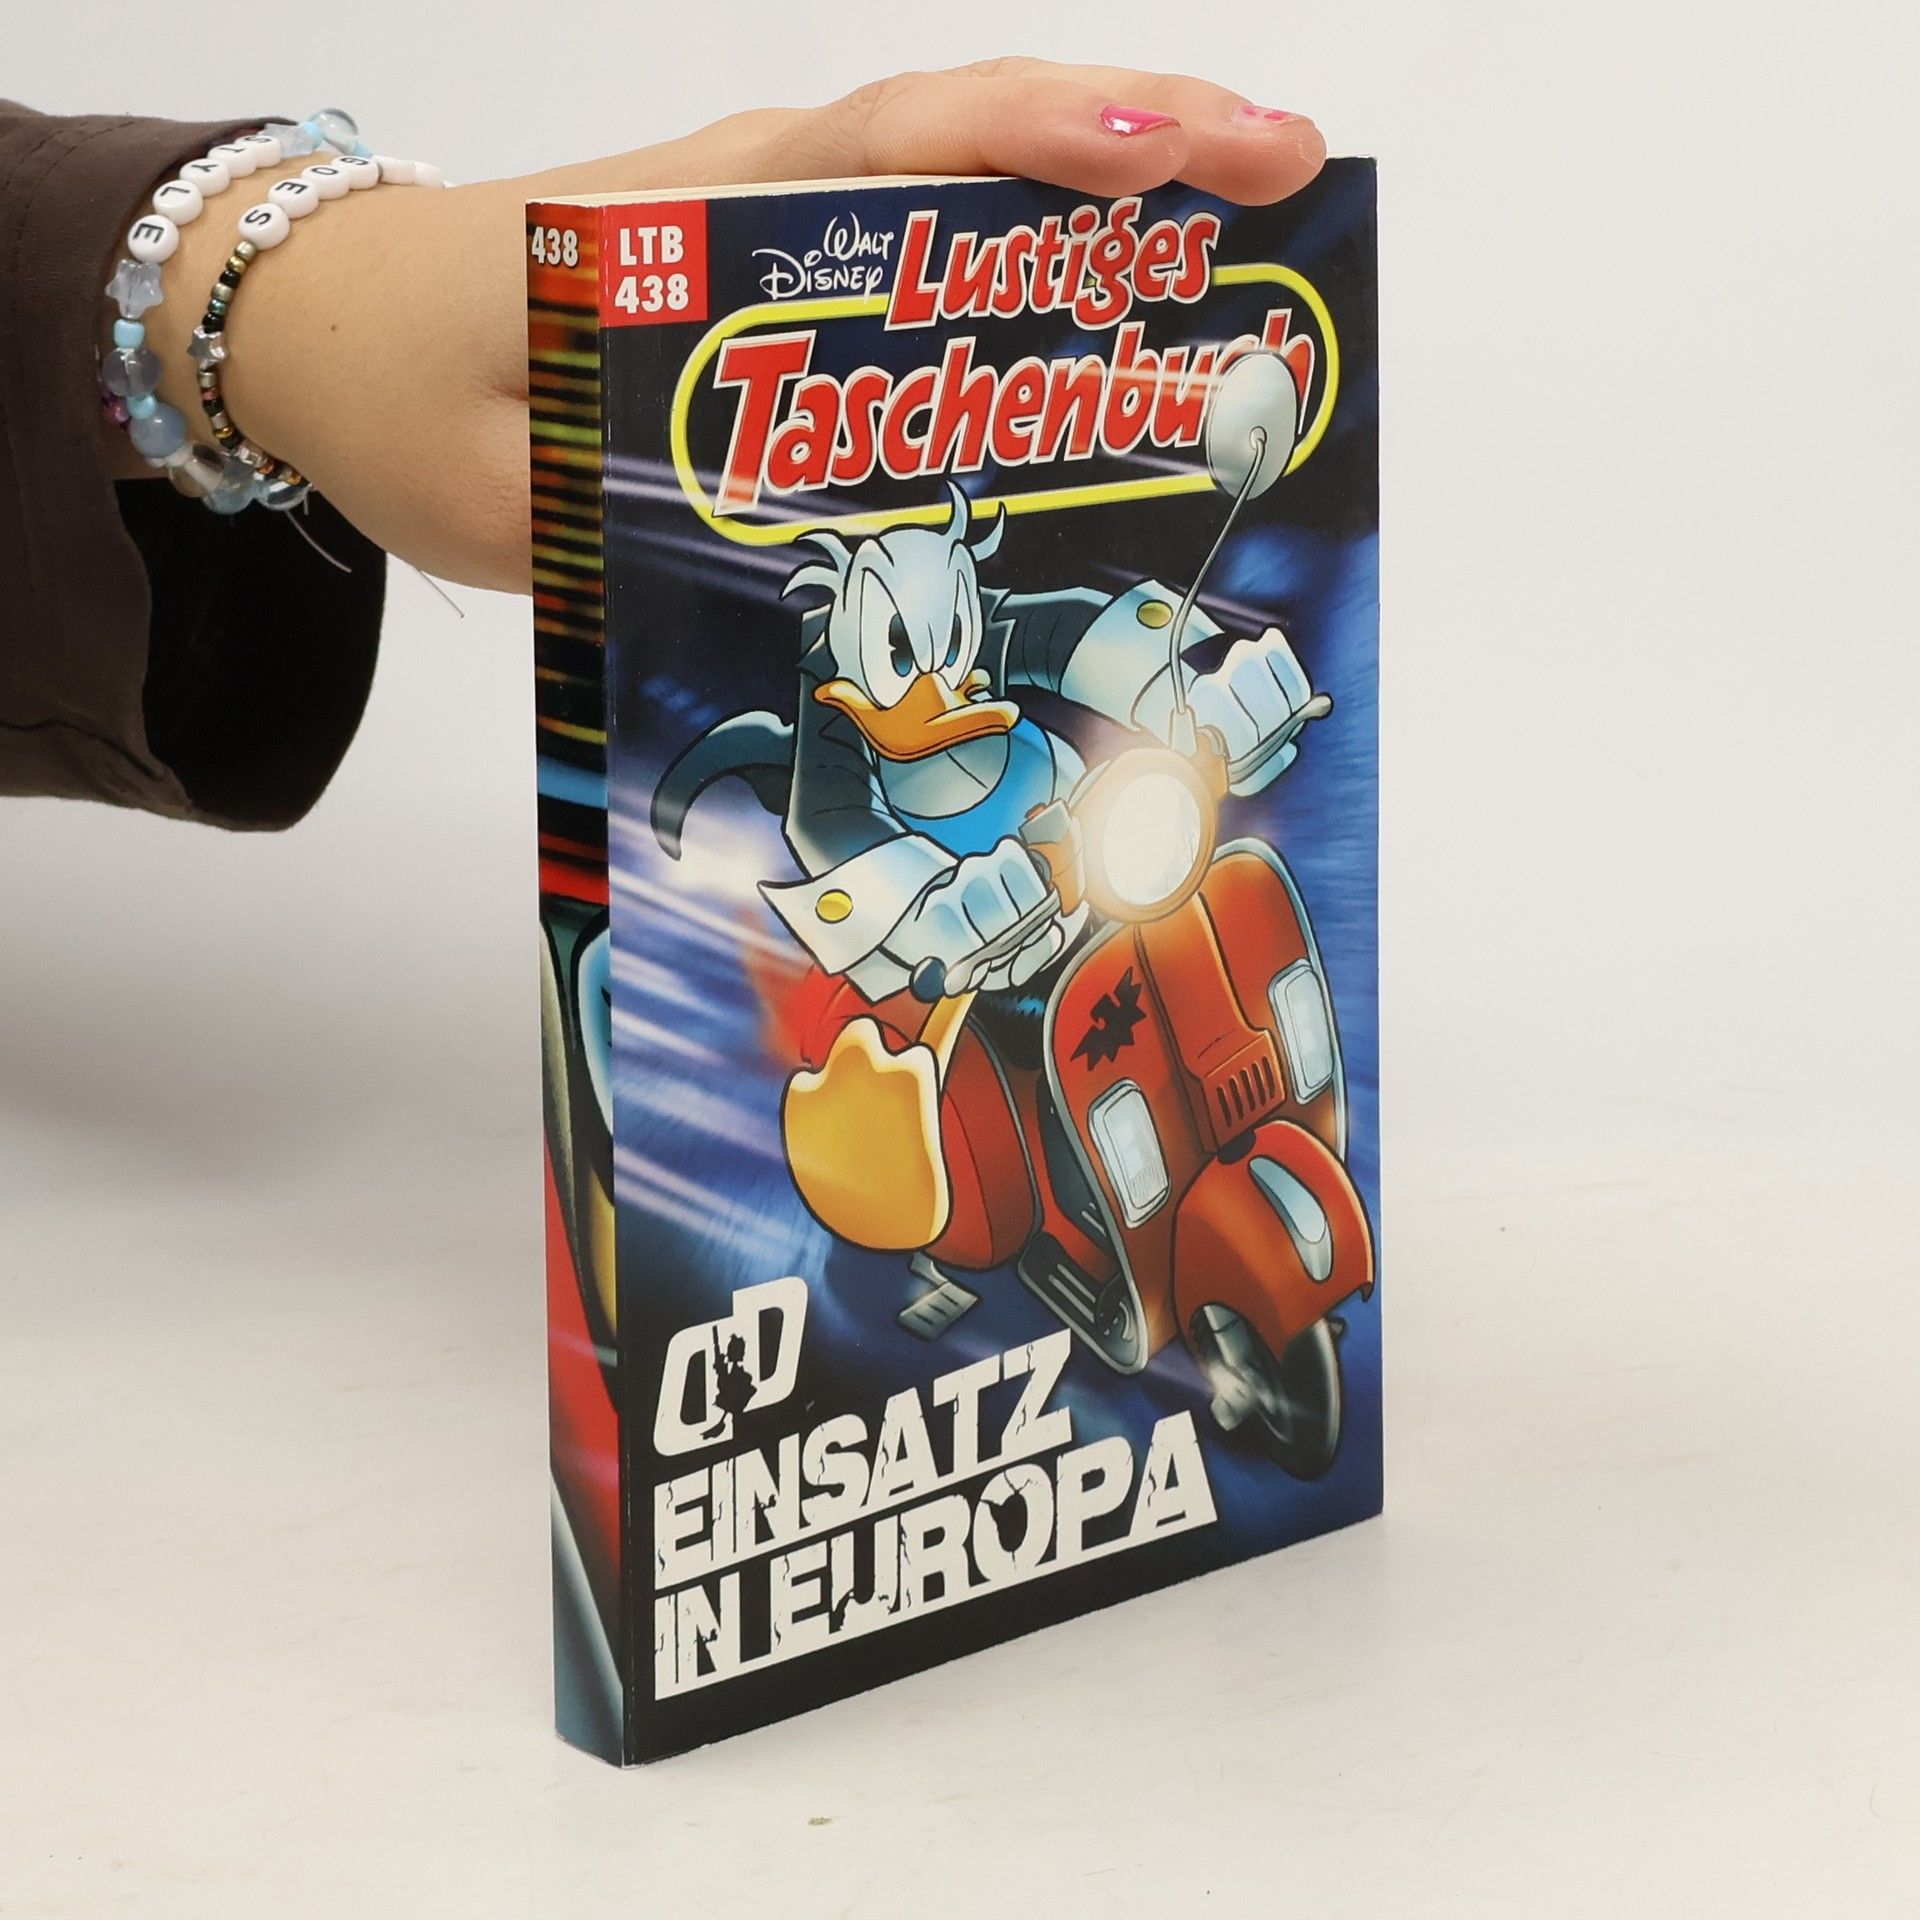 STYLE
GOES
438
LTB
438
WALT
DISNEY
Lustiges
Taschenbuch
DD
EINSATZ
IN EUROPA